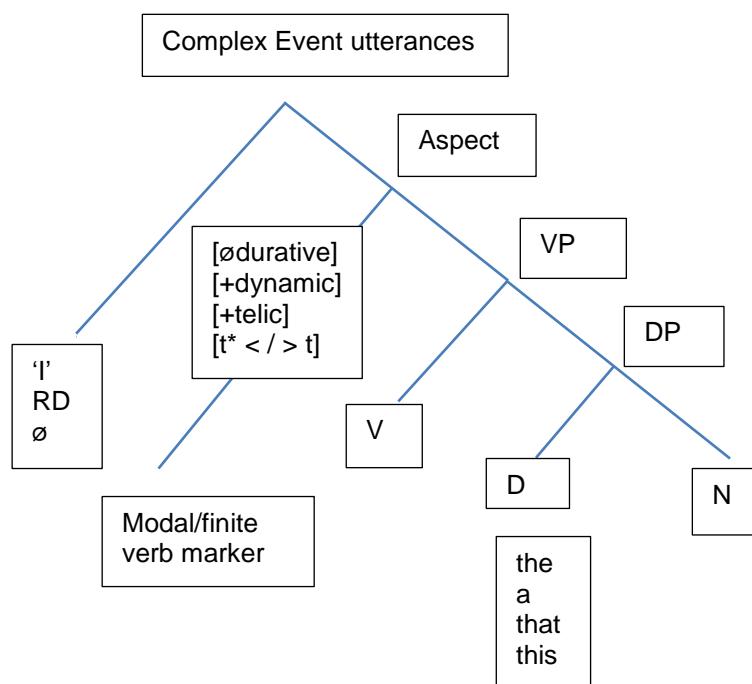 Complex Event utterances
Aspect
[ødurative]
[+dynamic]
[+telic]
[t* < / > t]
VP
DP
‘I’
RD
ø
V
D
N
Modal/finite
verb marker
the
a
that
this